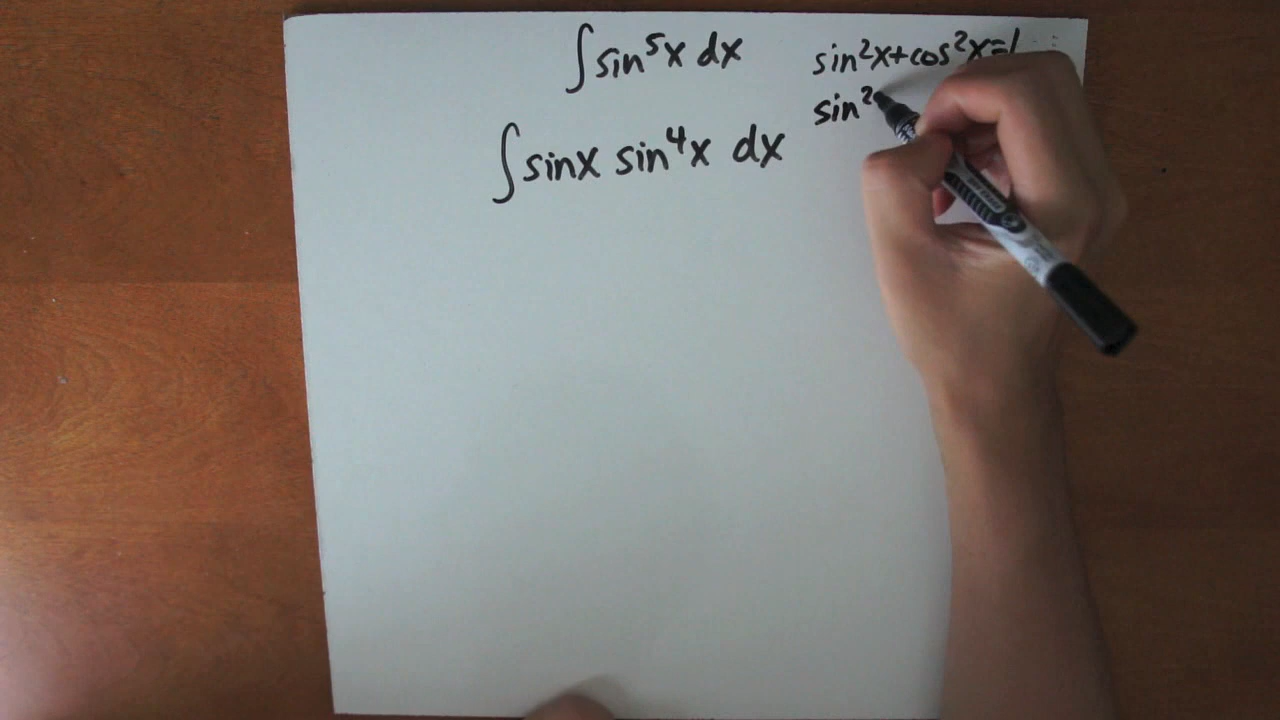 ∫sin⁵x dx
sin²x+cos²x=1
sin²
∫sinx sin⁴x dx